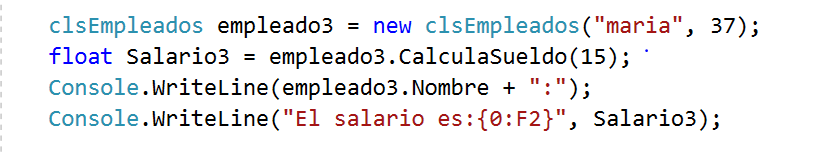 clsEmpleados empleado3 = new clsEmpleados("maria", 37);
float Salario3 = empleado3.CalculaSueldo(15);
Console.WriteLine(empleado3.Nombre + ":");
Console.WriteLine("El salario es:{0:F2}", Salario3);